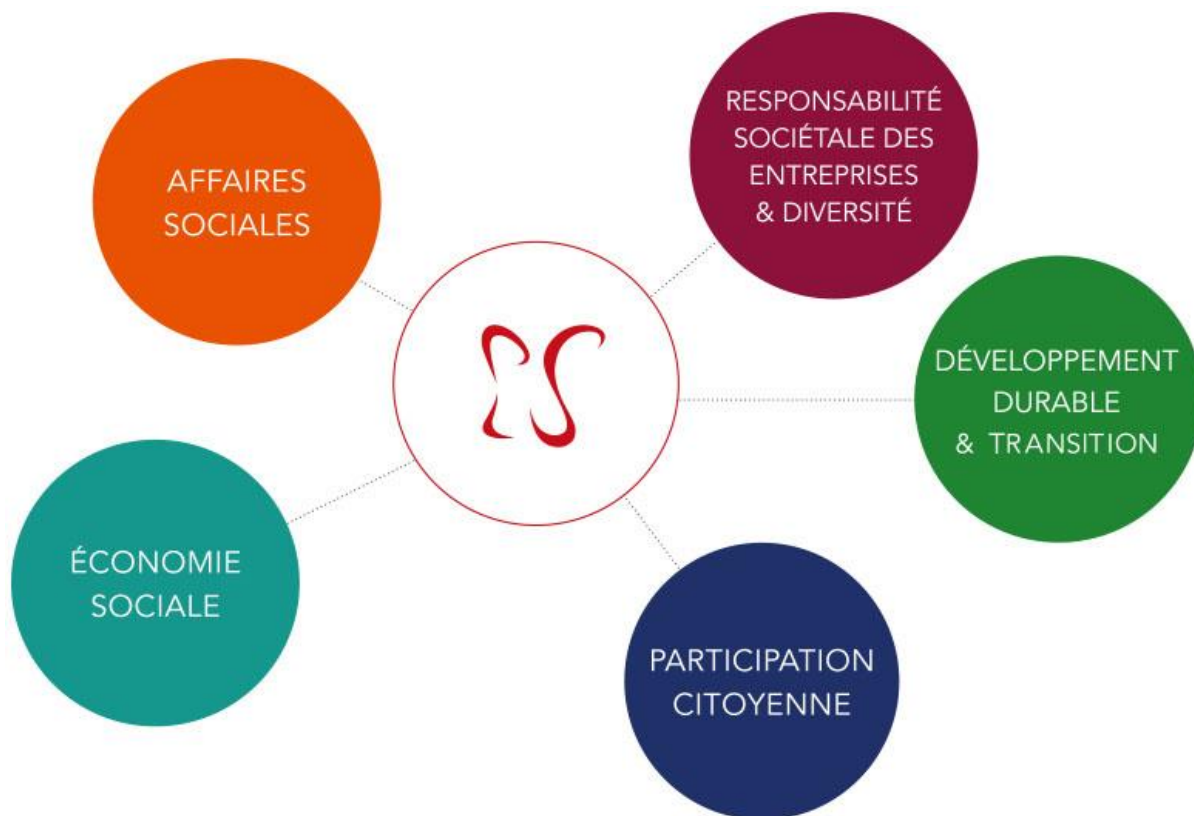 AFFAIRES
SOCIALES
RESPONSABILITÉ
SOCIÉTALE DES
ENTREPRISES
& DIVERSITÉ
DÉVELOPPEMENT
DURABLE
& TRANSITION
ÉCONOMIE
SOCIALE
PARTICIPATION
CITOYENNE